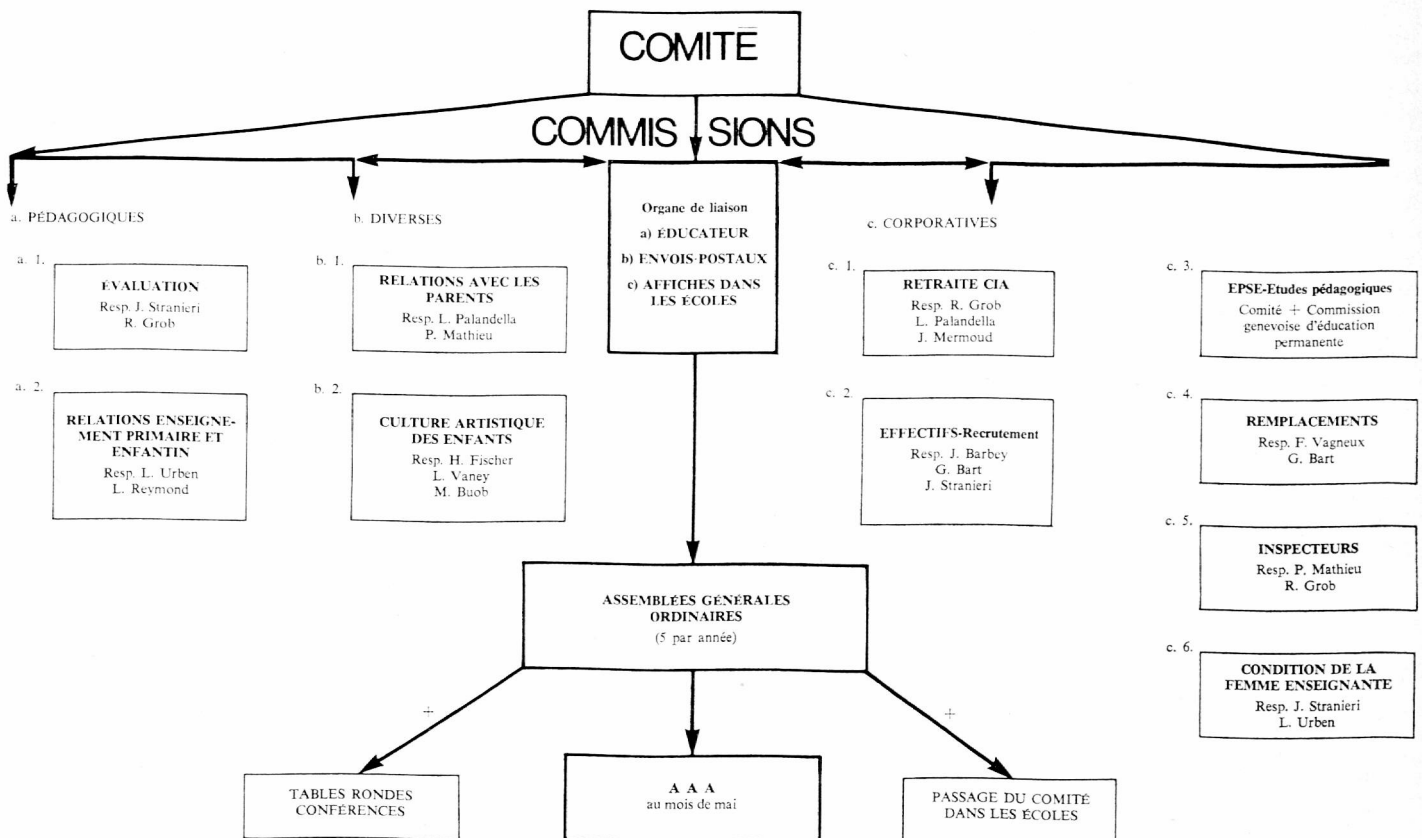 COMITÉ
COMMIS SIONS
a. PÉDAGOGIQUES
a. 1.
ÉVALUATION
Resp. J. Stranieri
R. Grob
a. 2.
RELATIONS ENSEIGNE-
MENT PRIMAIRE ET
ENFANTIN
Resp. L. Urben
L. Reymond
b. DIVERSES
b. 1.
RELATIONS AVEC LES
PARENTS
Resp. L. Palandella
P. Mathieu
b. 2.
CULTURE ARTISTIQUE
DES ENFANTS
Resp. H. Fischer
L. Vaney
M. Buob
Organe de liaison
a) ÉDUCATEUR
b) ENVOIS-POSTAUX
c) AFFICHES DANS
LES ÉCOLES
c. CORPORATIVES
c. 1.
RETRAITE CIA
Resp. R. Grob
L. Palandella
J. Mermoud
c. 2.
EFFECTIFS-Recrutement
Resp. J. Barbey
G. Bart
J. Stranieri
c. 3.
EPSE-Etudes pédagogiques
Comité + Commission
genevoise d'éducation
permanente
c. 4.
REMPLACEMENTS
Resp. F. Vagneux
G. Bart
c. 5.
INSPECTEURS
Resp. P. Mathieu
R. Grob
c. 6.
CONDITION DE LA
FEMME ENSEIGNANTE
Resp. J. Stranieri
L. Urben
ASSEMBLÉES GÉNÉRALES
ORDINAIRES
(5 par année)
+
+
TABLES RONDES
CONFÉRENCES
A A A
au mois de mai
PASSAGE DU COMITÉ
DANS LES ÉCOLES